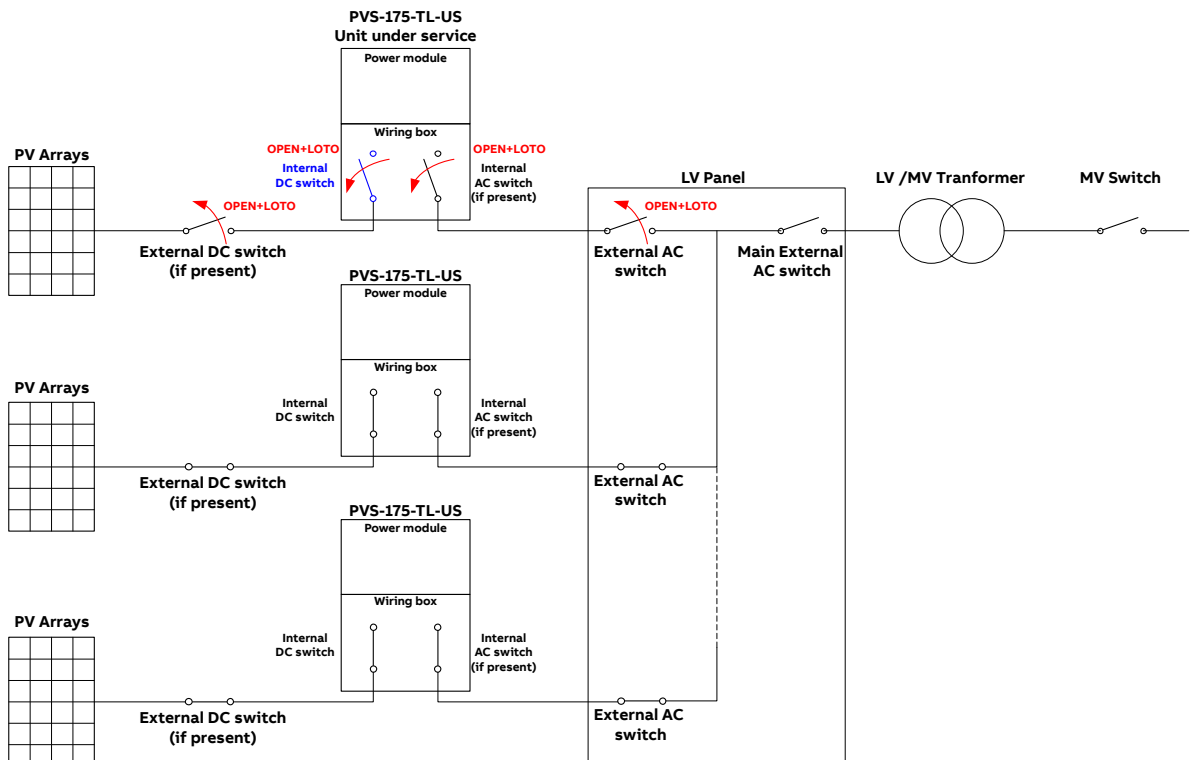 PVS-175-TL-US
Unit under service
Power module
Wiring box
PV Arrays
OPEN+LOTO
OPEN+LOTO
Internal
DC switch
Internal
AC switch
(if present)
LV Panel
LV /MV Tranformer
MV Switch
OPEN+LOTO
OPEN+LOTO
External DC switch
(if present)
External AC
switch
Main External
AC switch
PVS-175-TL-US
Power module
Wiring box
PV Arrays
Internal
DC switch
Internal
AC switch
(if present)
External DC switch
(if present)
External AC
switch
PVS-175-TL-US
Power module
Wiring box
PV Arrays
Internal
DC switch
Internal
AC switch
(if present)
External DC switch
(if present)
External AC
switch